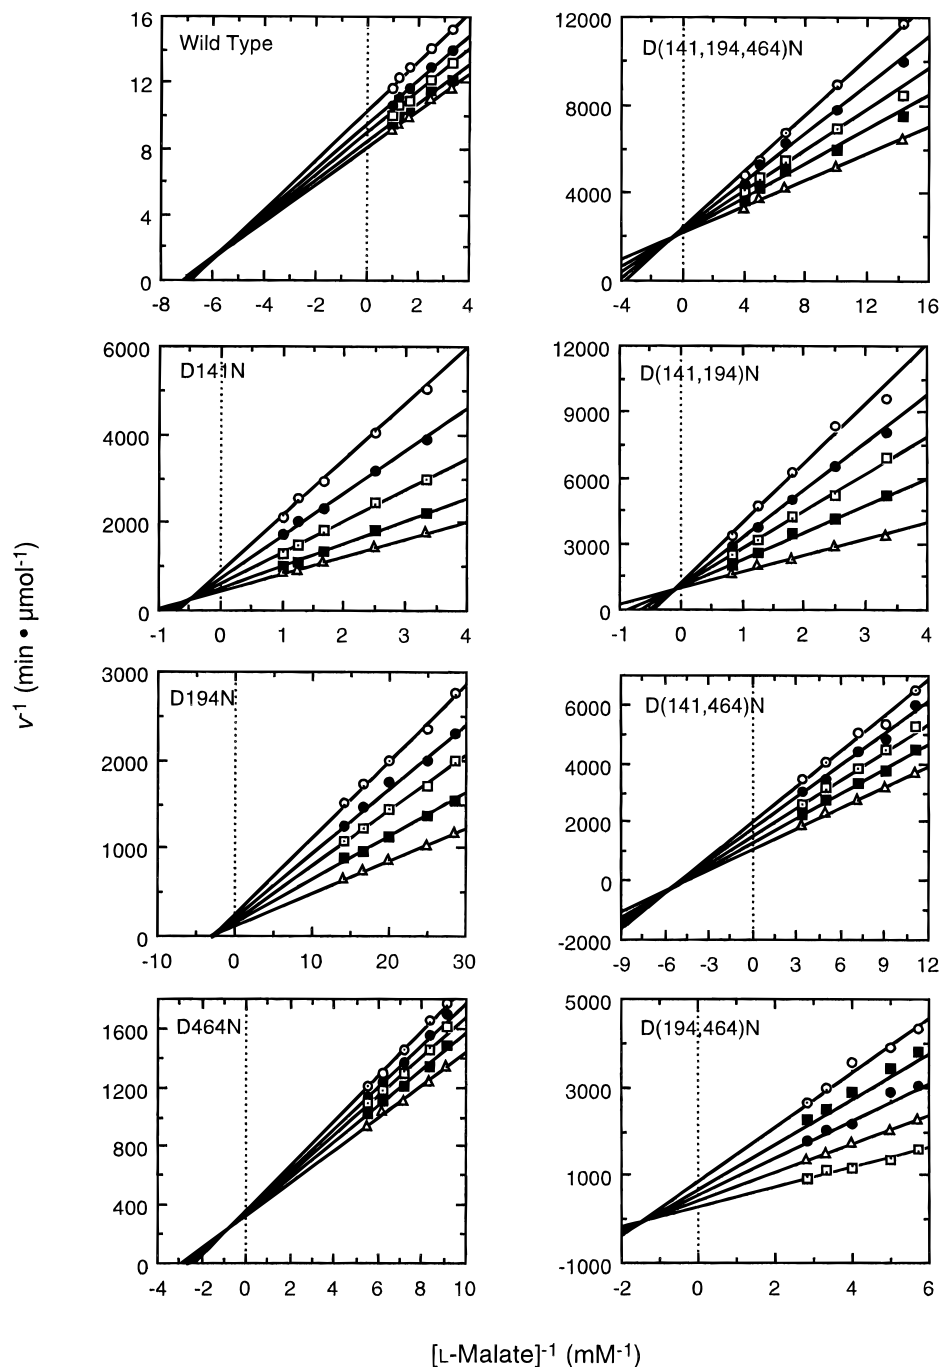 Wild Type
16
12
8
4
0
-8 -6 -4 -2 0 2 4
D(141,194,464)N
12000
8000
4000
0
-4 0 4 8 12 16
D141N
6000
4000
2000
0
-1 0 1 2 3 4
D(141,194)N
12000
9000
6000
3000
0
-1 0 1 2 3 4
D194N
3000
2000
1000
0
-10 0 10 20 30
D(141,464)N
6000
4000
2000
0
-2000
-9 -6 -3 0 3 6 9 12
D464N
1600
1200
800
400
0
-4 -2 0 2 4 6 8 10
D(194,464)N
5000
3000
1000
-1000
-2 0 2 4 6
v-1 (min • μmol-1)
[L-Malate]-1 (mM-1)